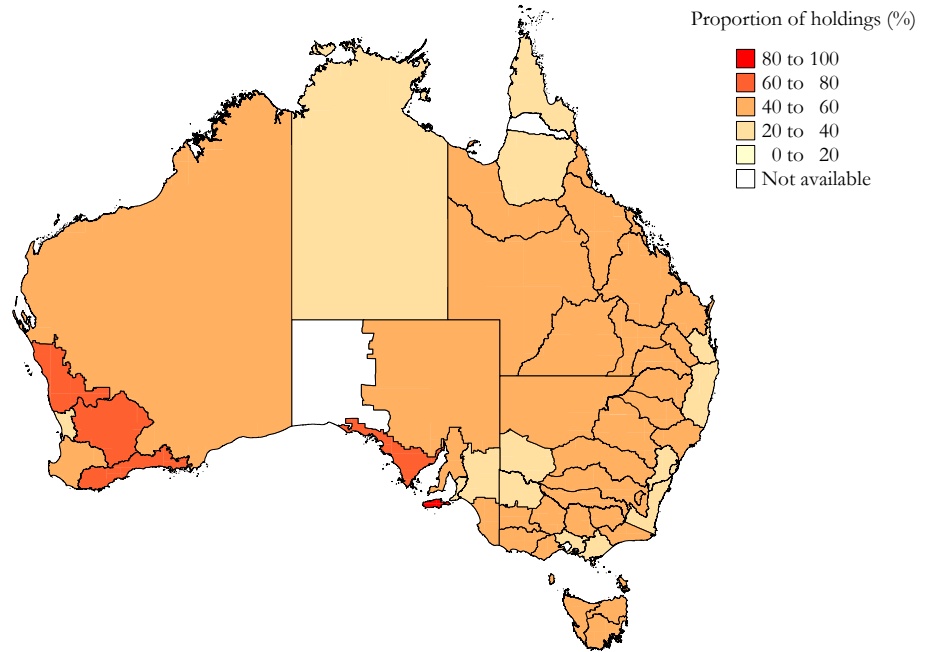 Proportion of holdings (%)
80 to 100
60 to 80
40 to 60
20 to 40
0 to 20
Not available